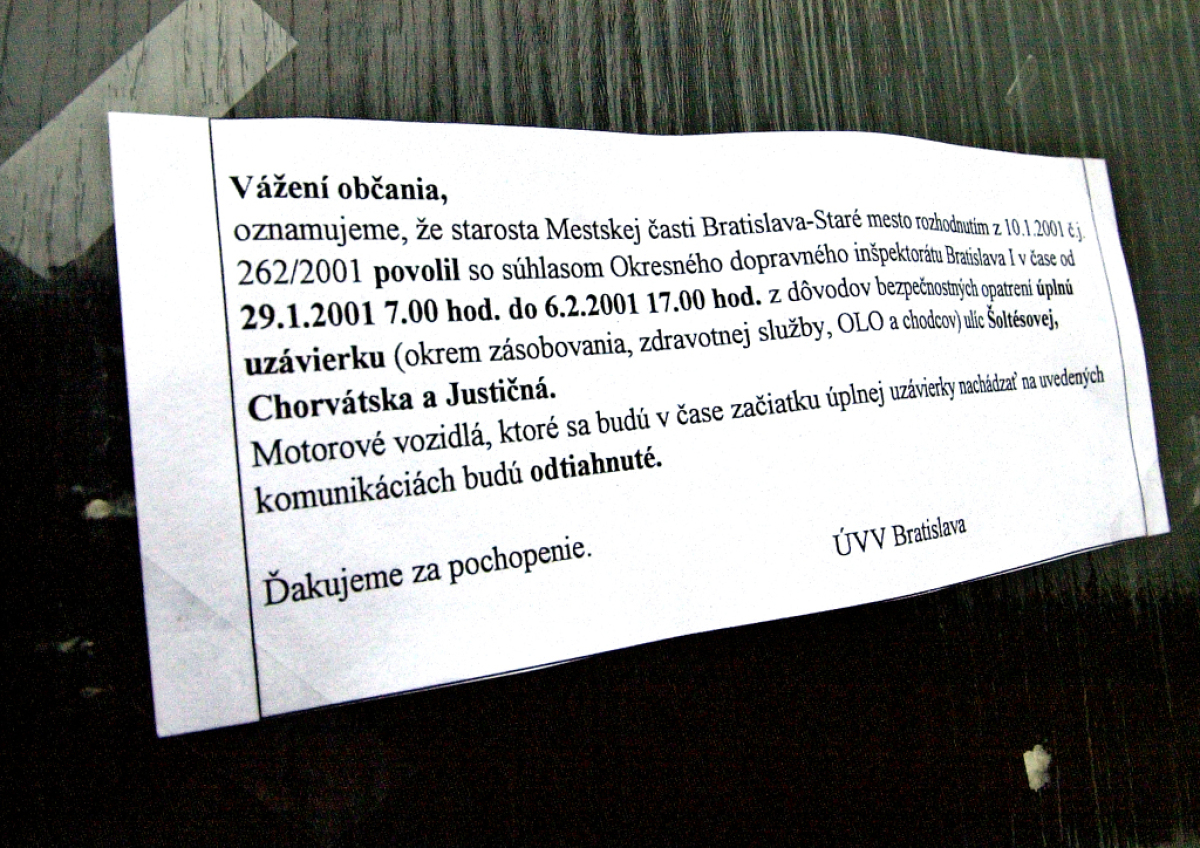 Vážení občania,
oznamujeme, že starosta Mestskej časti Bratislava-Staré mesto rozhodnutím z 10.1.2001 č.j.
262/2001 povolil so súhlasom Okresného dopravného inšpektorátu Bratislava I v čase od
29.1.2001 7.00 hod. do 6.2.2001 17.00 hod. z dôvodov bezpečnostných opatrení úplnú
uzávierku (okrem zásobovania, zdravotnej služby, OLO a chodcov) ulíc Šoltésovej,
Chorvátska a Justičná.
Motorové vozidlá, ktoré sa budú v čase začiatku úplnej uzávierky nachádzať na uvedených
komunikáciách budú odtiahnuté.
Ďakujeme za pochopenie. ÚVV Bratislava